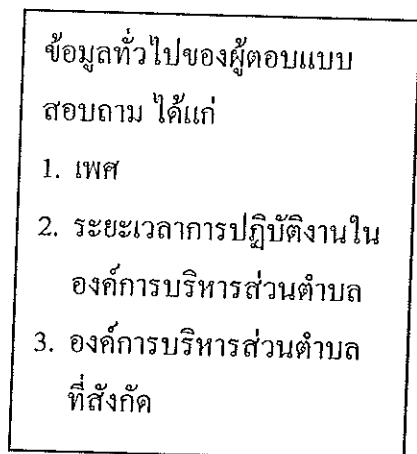 ข้อมูลทั่วไปของผู้ตอบแบบ
สอบถาม ได้แก่
1. เพศ
2. ระยะเวลาการปฏิบัติงานใน
องค์การบริหารส่วนตำบล
3. องค์การบริหารส่วนตำบล
ที่สังกัด